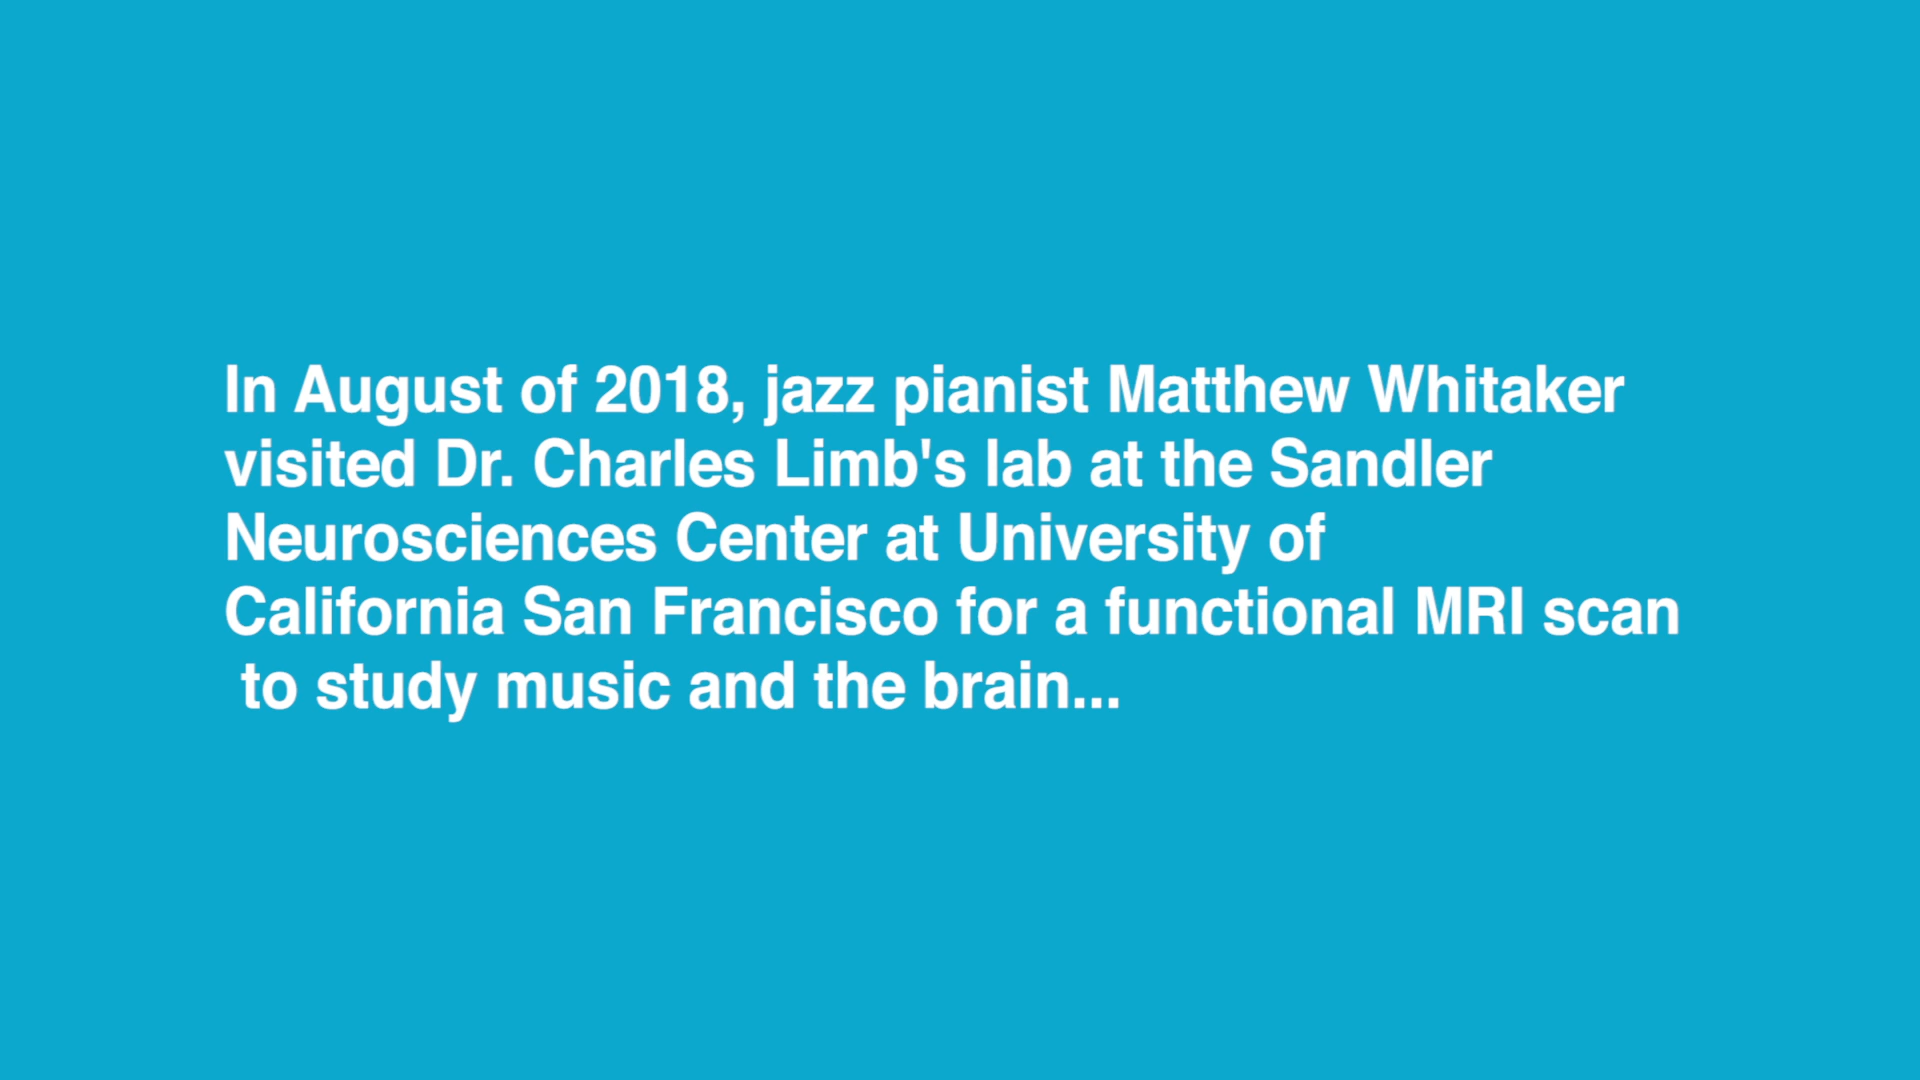 In August of 2018, jazz pianist Matthew Whitaker
visited Dr. Charles Limb's lab at the Sandler
Neurosciences Center at University of
California San Francisco for a functional MRI scan
to study music and the brain...